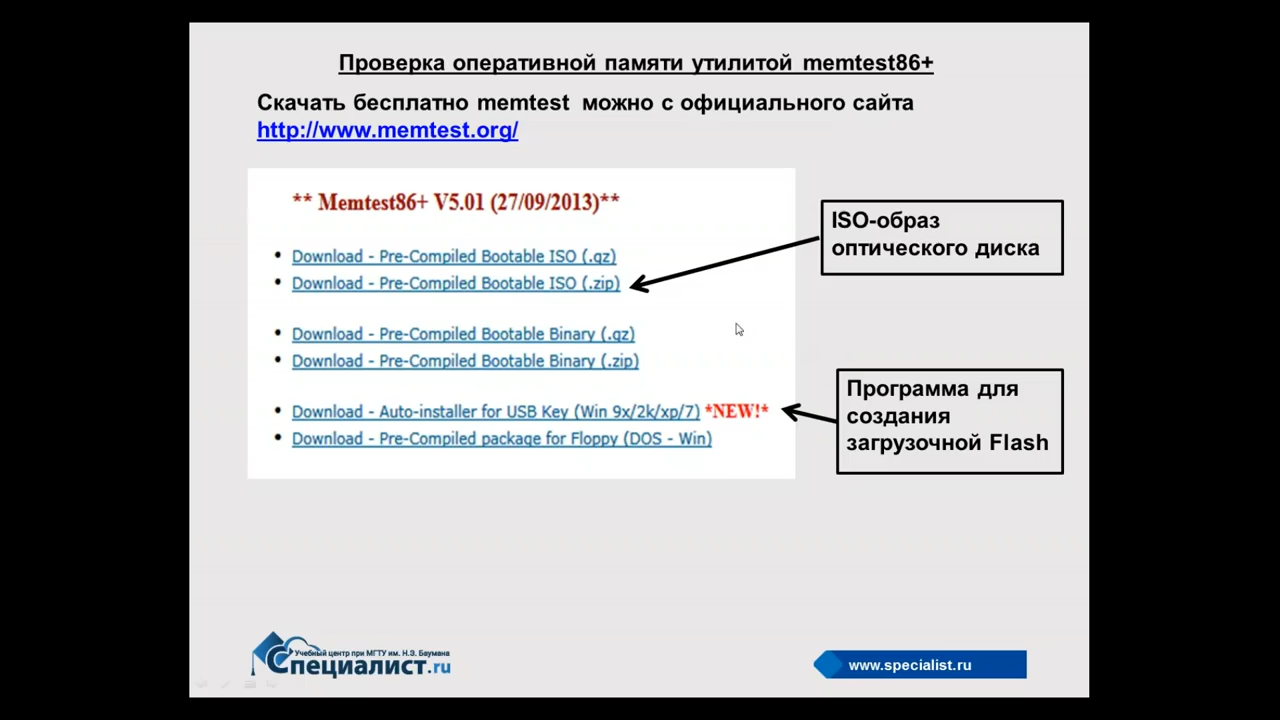 Проверка оперативной памяти утилитой memtest86+
Скачать бесплатно memtest можно с официального сайта
http://www.memtest.org/
** Memtest86+ V5.01 (27/09/2013)**
• Download - Pre-Compiled Bootable ISO (.gz)
• Download - Pre-Compiled Bootable ISO (.zip)
• Download - Pre-Compiled Bootable Binary (.gz)
• Download - Pre-Compiled Bootable Binary (.zip)
• Download - Auto-installer for USB Key (Win 9x/2k/xp/7) *NEW!*
• Download - Pre-Compiled package for Floppy (DOS - Win)
ISO-образ
оптического диска
Программа для
создания
загрузочной Flash
Учебный центр при МГТУ им. Н.Э. Баумана
Специалист.ru
www.specialist.ru